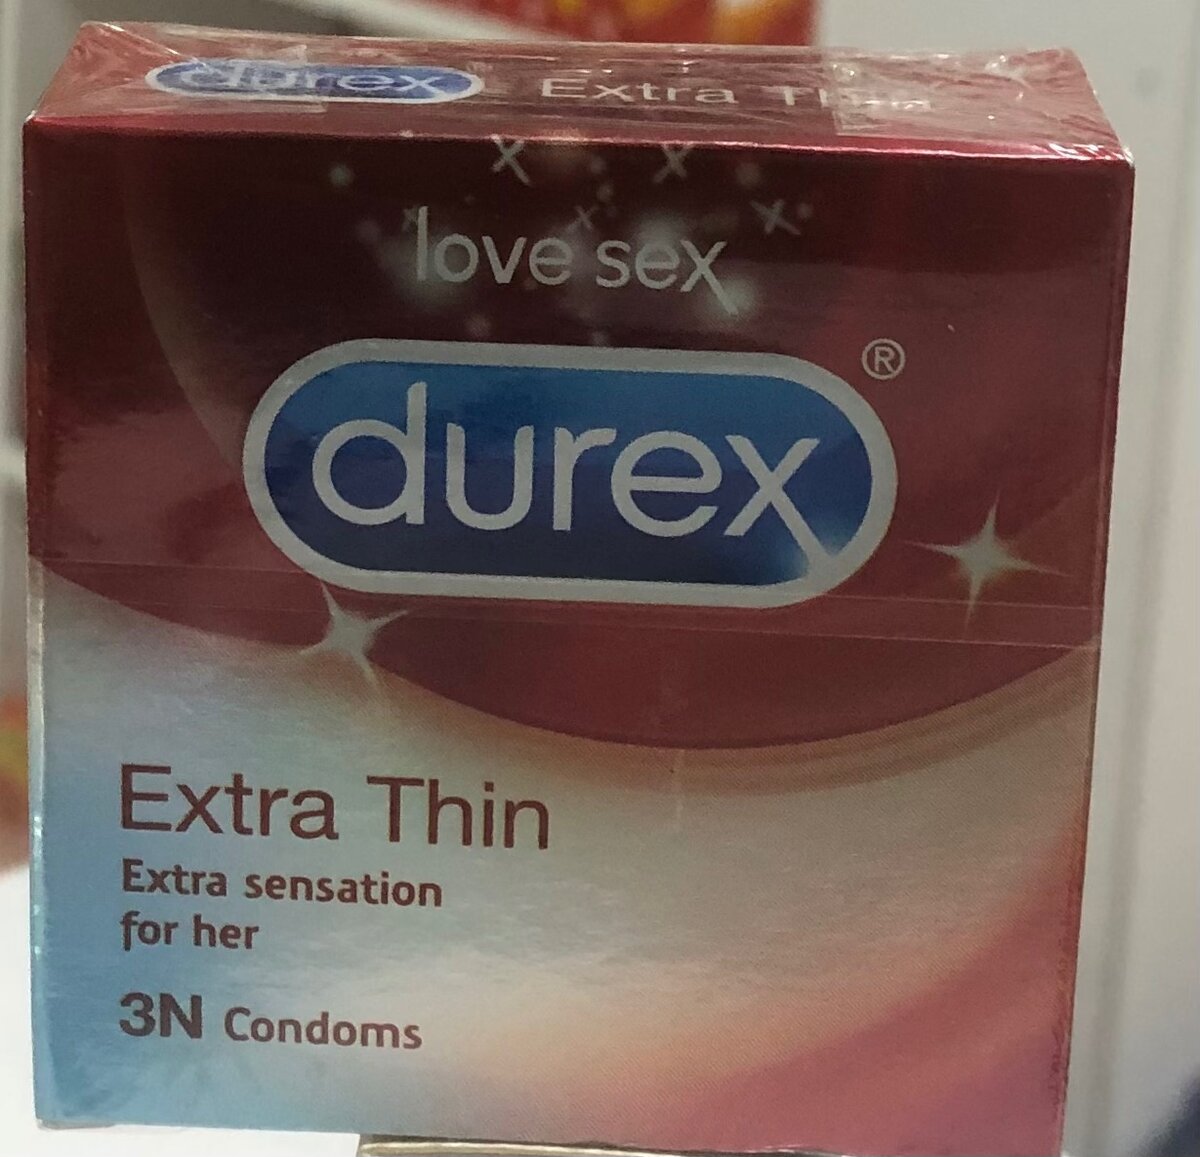 durex Extra Thin
love sex
durex ®
Extra Thin
Extra sensation
for her
3N Condoms